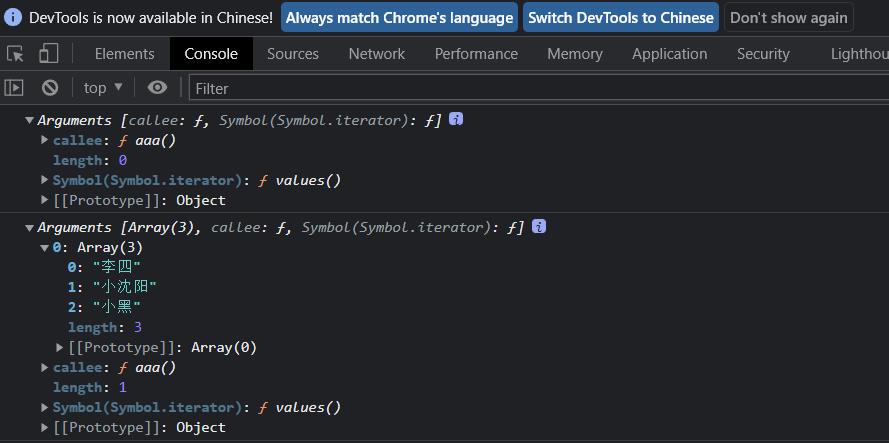 DevTools is now available in Chinese! Always match Chrome's language Switch DevTools to Chinese Don't show again
Elements Console Sources Network Performance Memory Application Security Lighthou
top Filter
Arguments [callee: ƒ, Symbol(Symbol.iterator): ƒ]
callee: ƒ aaa()
length: 0
Symbol(Symbol.iterator): ƒ values()
[[Prototype]]: Object
Arguments [Array(3), callee: ƒ, Symbol(Symbol.iterator): ƒ]
0: Array(3)
0: "李四"
1: "小沈阳"
2: "小黑"
length: 3
[[Prototype]]: Array(0)
callee: ƒ aaa()
length: 1
Symbol(Symbol.iterator): ƒ values()
[[Prototype]]: Object